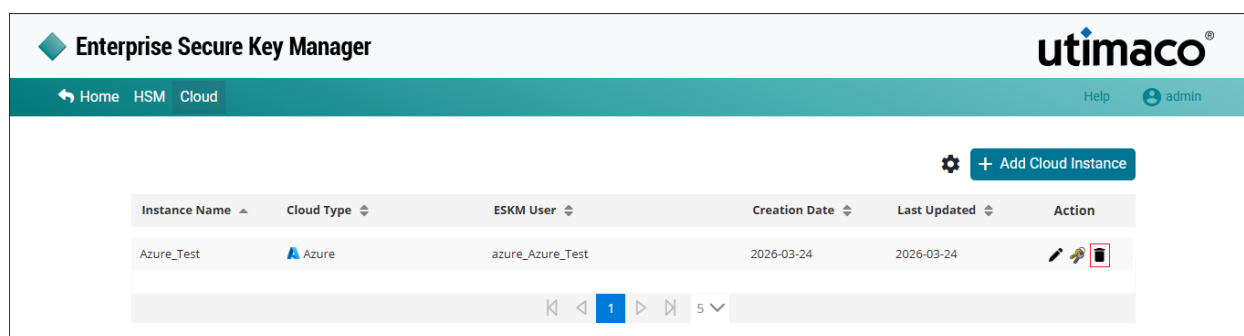 Enterprise Secure Key Manager
utimaco®
Home HSM Cloud Help admin
+ Add Cloud Instance
Instance Name Cloud Type ESKM User Creation Date Last Updated Action
Azure_Test Azure azure_Azure_Test 2026-03-24 2026-03-24
1 5